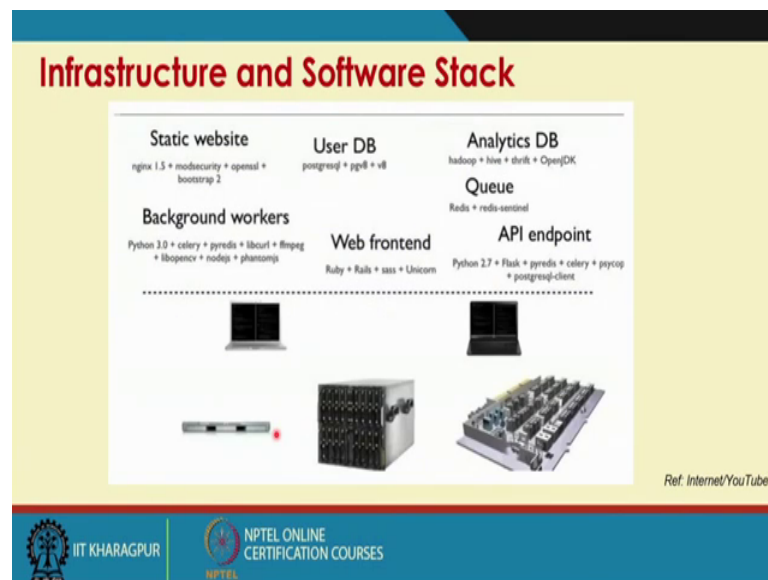 Infrastructure and Software Stack
Static website
nginx 1.5 + modsecurity + openssl +
bootstrap 2
User DB
postgresql + pgv8 + v8
Analytics DB
hadoop + hive + thrift + OpenJDK
Queue
Redis + redis-sentinel
Background workers
Python 3.0 + celery + pyredis + libcurl + ffmpeg
+ libopencv + nodejs + phantomjs
Web frontend
Ruby + Rails + sass + Unicorn
API endpoint
Python 2.7 + Flask + pyredis + celery + psycop
+ postgresql-client
Ref: Internet/YouTube
IIT KHARAGPUR
NPTEL
NPTEL ONLINE
CERTIFICATION COURSES